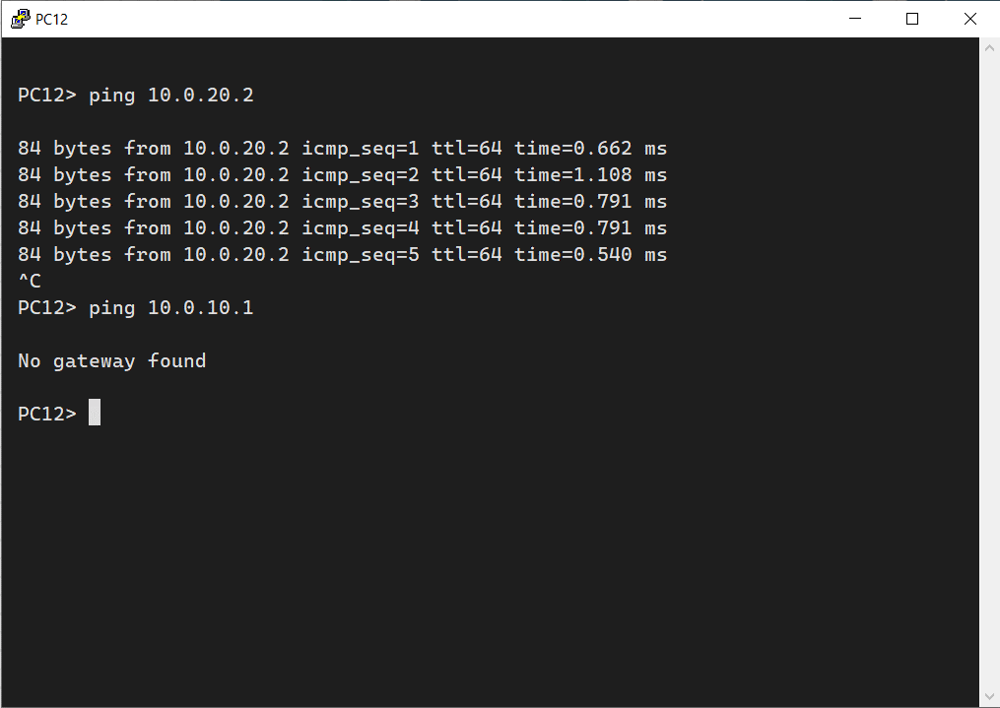 PC12
PC12> ping 10.0.20.2
84 bytes from 10.0.20.2 icmp_seq=1 ttl=64 time=0.662 ms
84 bytes from 10.0.20.2 icmp_seq=2 ttl=64 time=1.108 ms
84 bytes from 10.0.20.2 icmp_seq=3 ttl=64 time=0.791 ms
84 bytes from 10.0.20.2 icmp_seq=4 ttl=64 time=0.791 ms
84 bytes from 10.0.20.2 icmp_seq=5 ttl=64 time=0.540 ms
^C
PC12> ping 10.0.10.1
No gateway found
PC12>